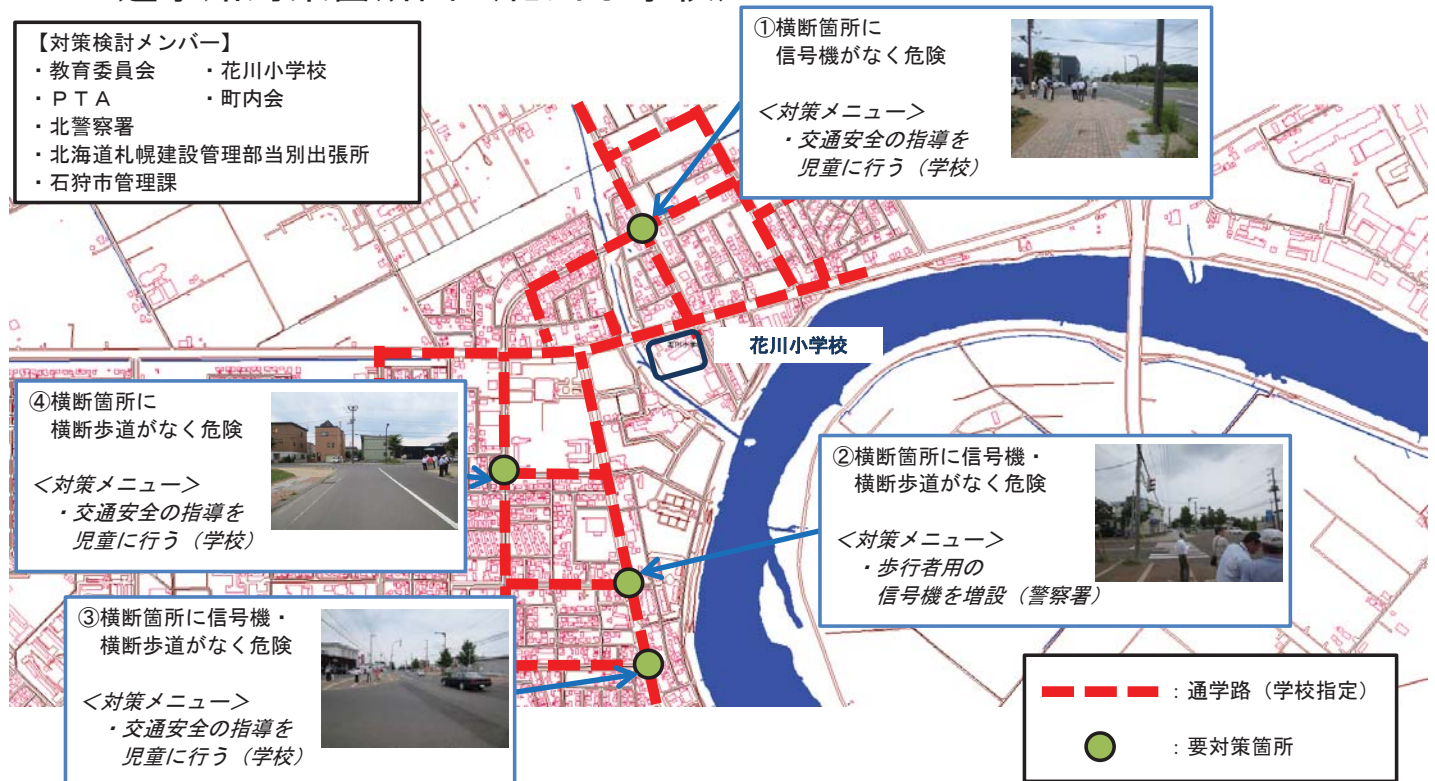 【対策検討メンバー】
・教育委員会　　・花川小学校
・ＰＴＡ　　　　・町内会
・北警察署
・北海道札幌建設管理部当別出張所
・石狩市管理課
①横断箇所に
信号機がなく危険
＜対策メニュー＞
・交通安全の指導を
児童に行う（学校）
花川小学校
④横断箇所に
横断歩道がなく危険
＜対策メニュー＞
・交通安全の指導を
児童に行う（学校）
②横断箇所に信号機・
横断歩道がなく危険
＜対策メニュー＞
・歩行者用の
信号機を増設（警察署）
③横断箇所に信号機・
横断歩道がなく危険
＜対策メニュー＞
・交通安全の指導を
児童に行う（学校）
：通学路（学校指定）
：要対策箇所